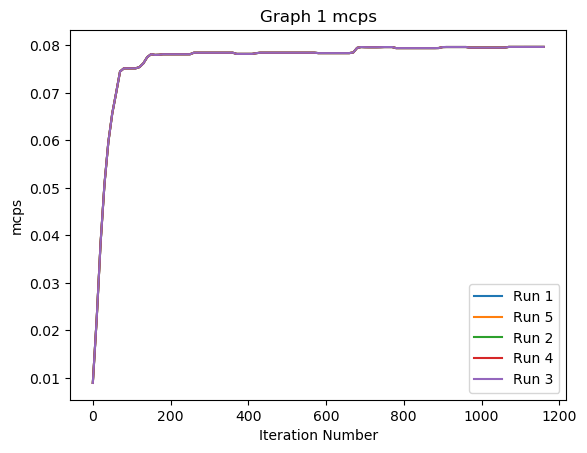 Graph 1 mcps
mcps
0.08
0.07
0.06
0.05
0.04
0.03
0.02
0.01
Run 1
Run 5
Run 2
Run 4
Run 3
0 200 400 600 800 1000 1200
Iteration Number